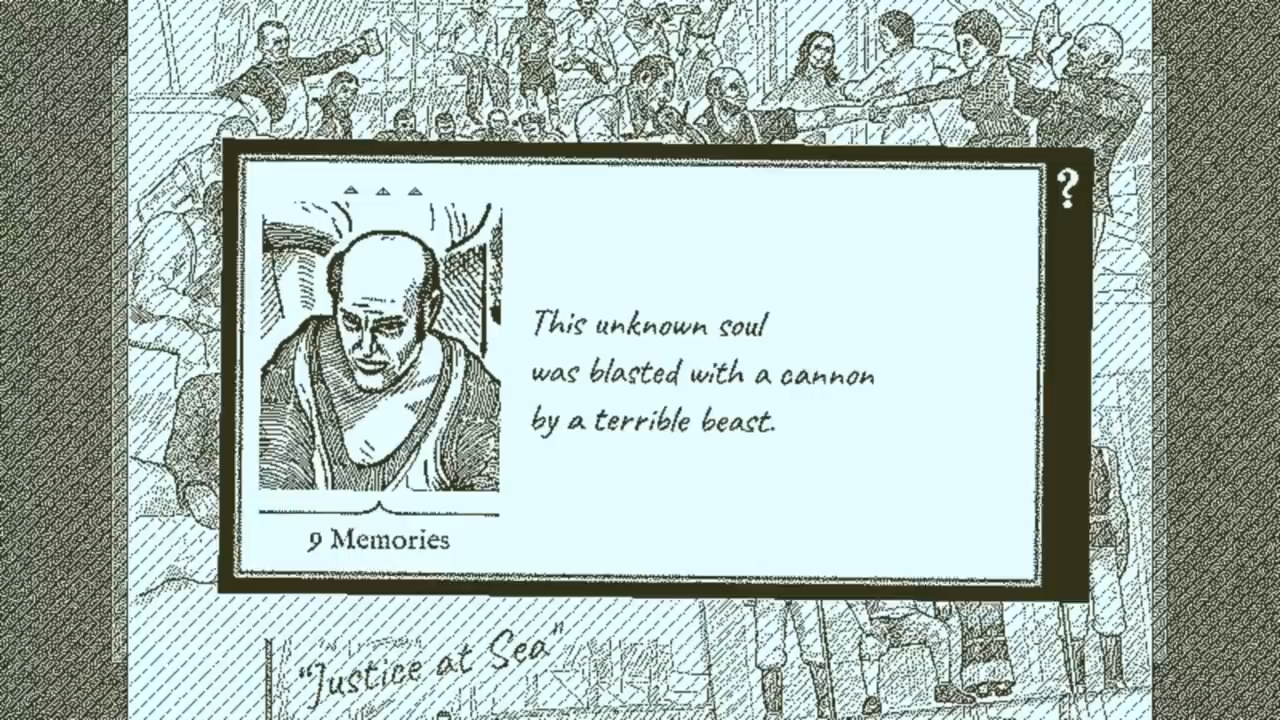 ?
This unknown soul
was blasted with a cannon
by a terrible beast.
9 Memories
"Justice at Sea"